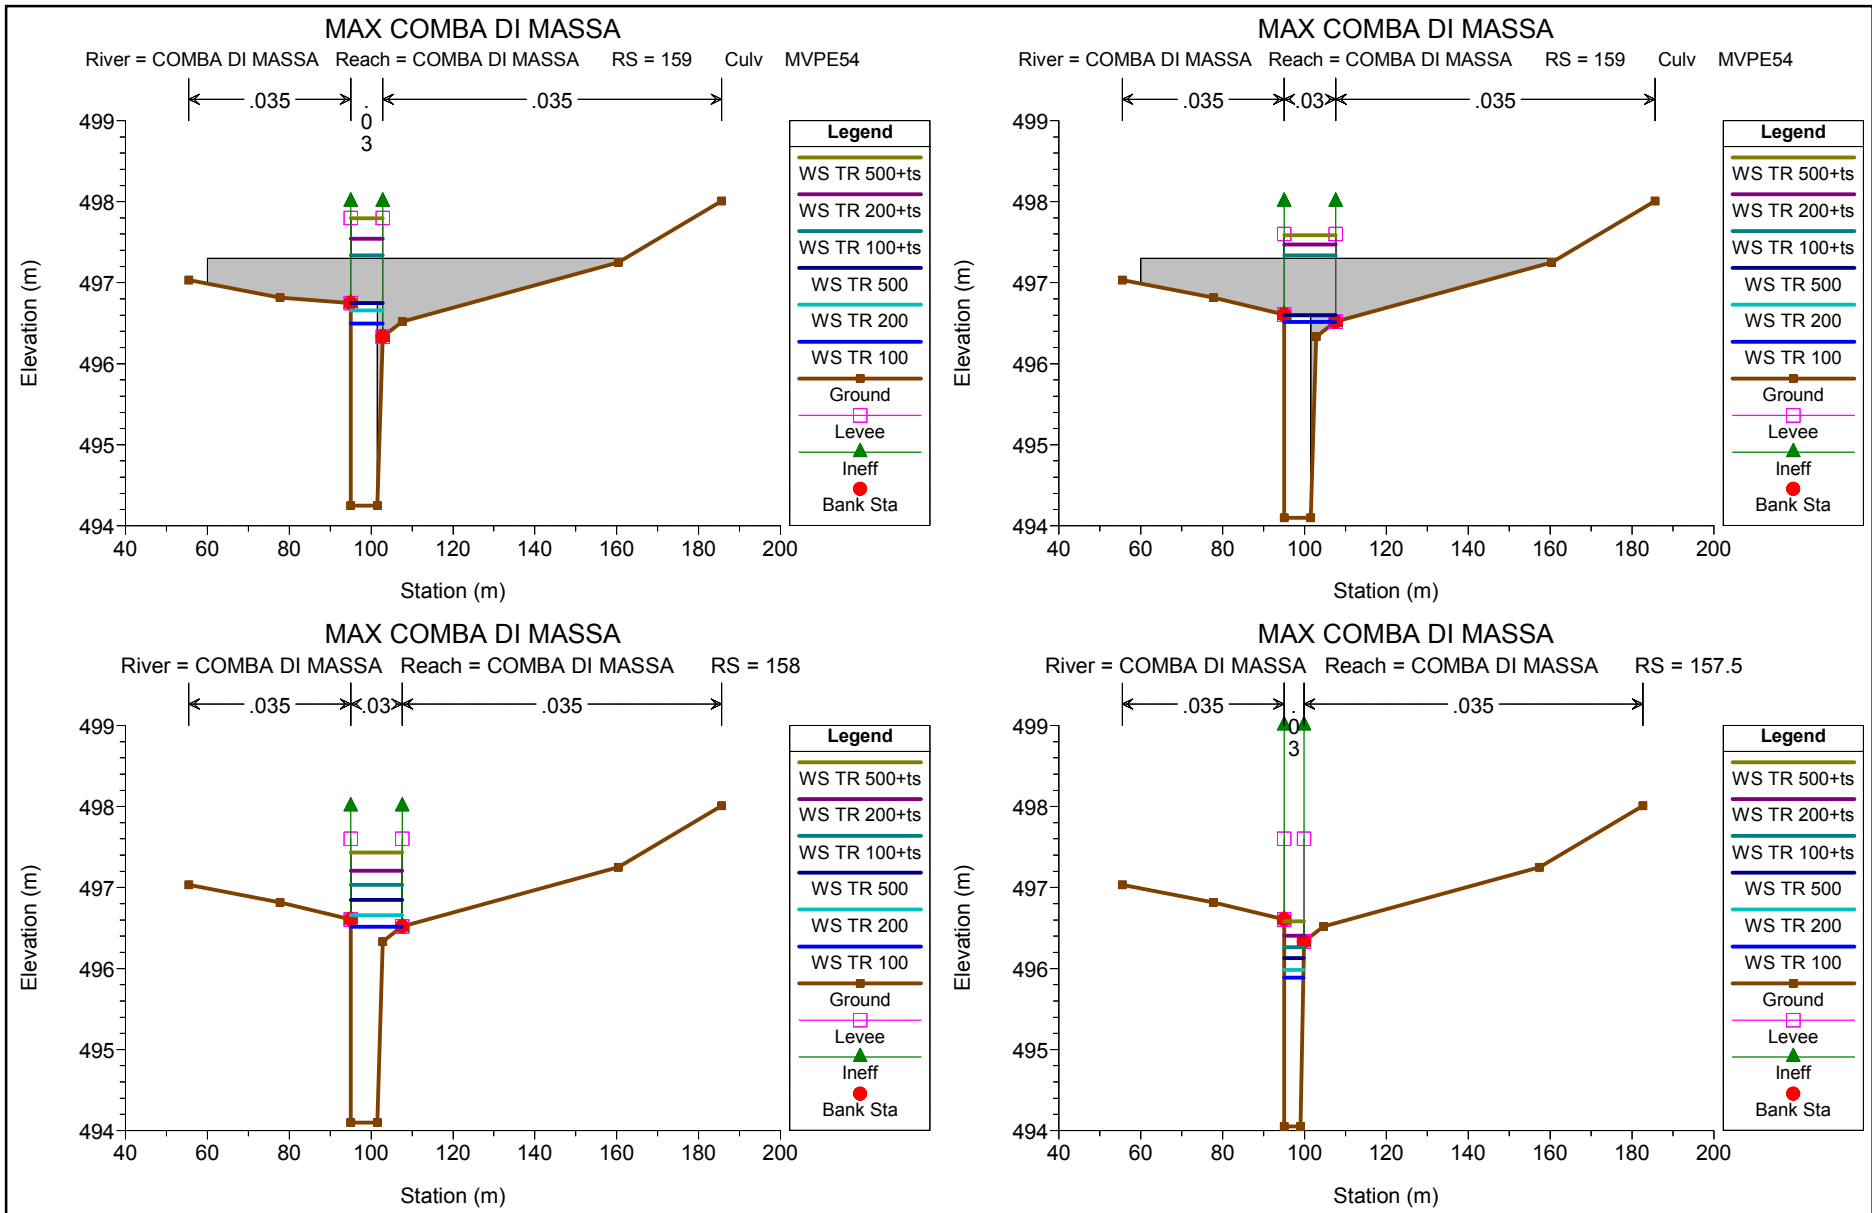 MAX COMBA DI MASSA
River = COMBA DI MASSA Reach = COMBA DI MASSA RS = 159 Culv MVPE54
.035
.03
.035
499
498
497
496
495
494
Elevation (m)
40 60 80 100 120 140 160 180 200
Station (m)
Legend
WS TR 500+ts
WS TR 200+ts
WS TR 100+ts
WS TR 500
WS TR 200
WS TR 100
Ground
Levee
Ineff
Bank Sta
MAX COMBA DI MASSA
River = COMBA DI MASSA Reach = COMBA DI MASSA RS = 159 Culv MVPE54
.035
.03
.035
499
498
497
496
495
494
Elevation (m)
40 60 80 100 120 140 160 180 200
Station (m)
Legend
WS TR 500+ts
WS TR 200+ts
WS TR 100+ts
WS TR 500
WS TR 200
WS TR 100
Ground
Levee
Ineff
Bank Sta
MAX COMBA DI MASSA
River = COMBA DI MASSA Reach = COMBA DI MASSA RS = 158
.035
.03
.035
499
498
497
496
495
494
Elevation (m)
40 60 80 100 120 140 160 180 200
Station (m)
Legend
WS TR 500+ts
WS TR 200+ts
WS TR 100+ts
WS TR 500
WS TR 200
WS TR 100
Ground
Levee
Ineff
Bank Sta
MAX COMBA DI MASSA
River = COMBA DI MASSA Reach = COMBA DI MASSA RS = 157.5
.035
.03
.035
499
498
497
496
495
494
Elevation (m)
40 60 80 100 120 140 160 180 200
Station (m)
Legend
WS TR 500+ts
WS TR 200+ts
WS TR 100+ts
WS TR 500
WS TR 200
WS TR 100
Ground
Levee
Ineff
Bank Sta